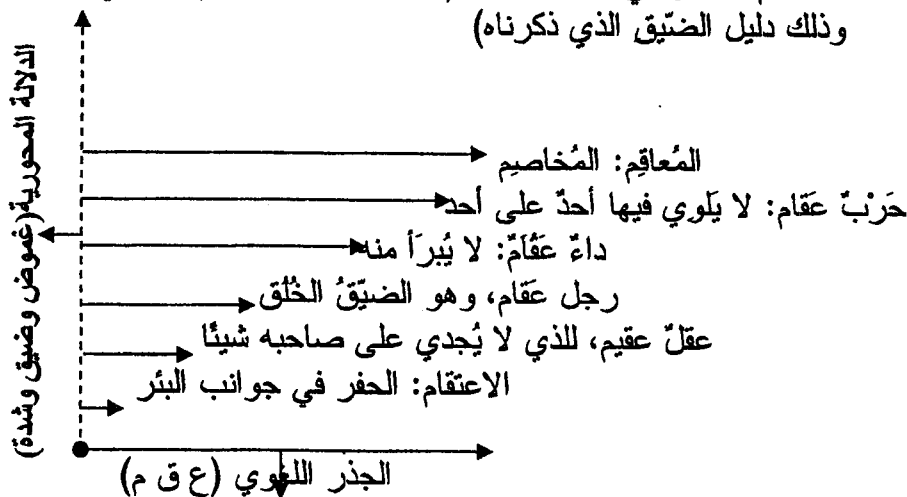 وذلك دليل الضّيق الذي ذكرناه)
الدلالة المحورية (غموض وضيق وشدة)
المُعاقِم: المُخاصِم
حَرْبٌ عَقام: لا يَلوي فيها أحدٌ على أحد
داءٌ عَقَامٌ: لا يُبرَأ منه
رجل عَقام، وهو الضيّقُ الخُلُق
عقلٌ عقيم، للذي لا يُجدي على صاحبه شيئًا
الاعتقام: الحفر في جوانب البئر
الجذر اللغوي (ع ق م)